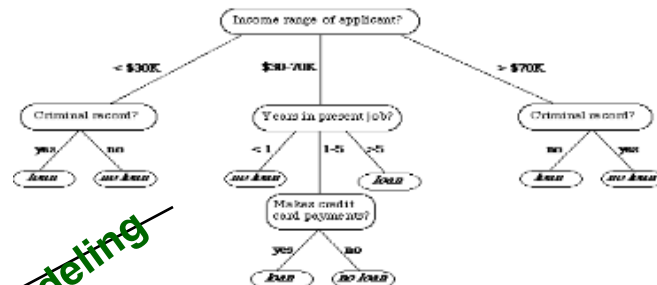 Income range of applicant?
< $30K $30-70K > $70K
Criminal record? Years in present job? Criminal record?
yes no < 1 1-5 >5 no yes
loan no loan no loan loan loan no loan
Makes credit
card payments?
yes no
loan no loan
deling